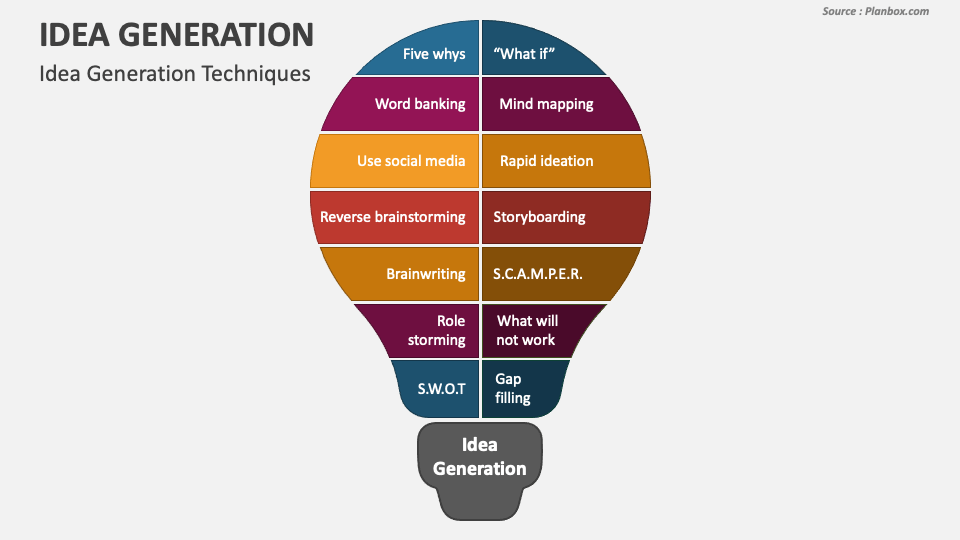 IDEA GENERATION
Idea Generation Techniques
Source : Planbox.com
Five whys
“What if”
Word banking
Mind mapping
Use social media
Rapid ideation
Reverse brainstorming
Storyboarding
Brainwriting
S.C.A.M.P.E.R.
Role
storming
What will
not work
S.W.O.T
Gap
filling
Idea
Generation